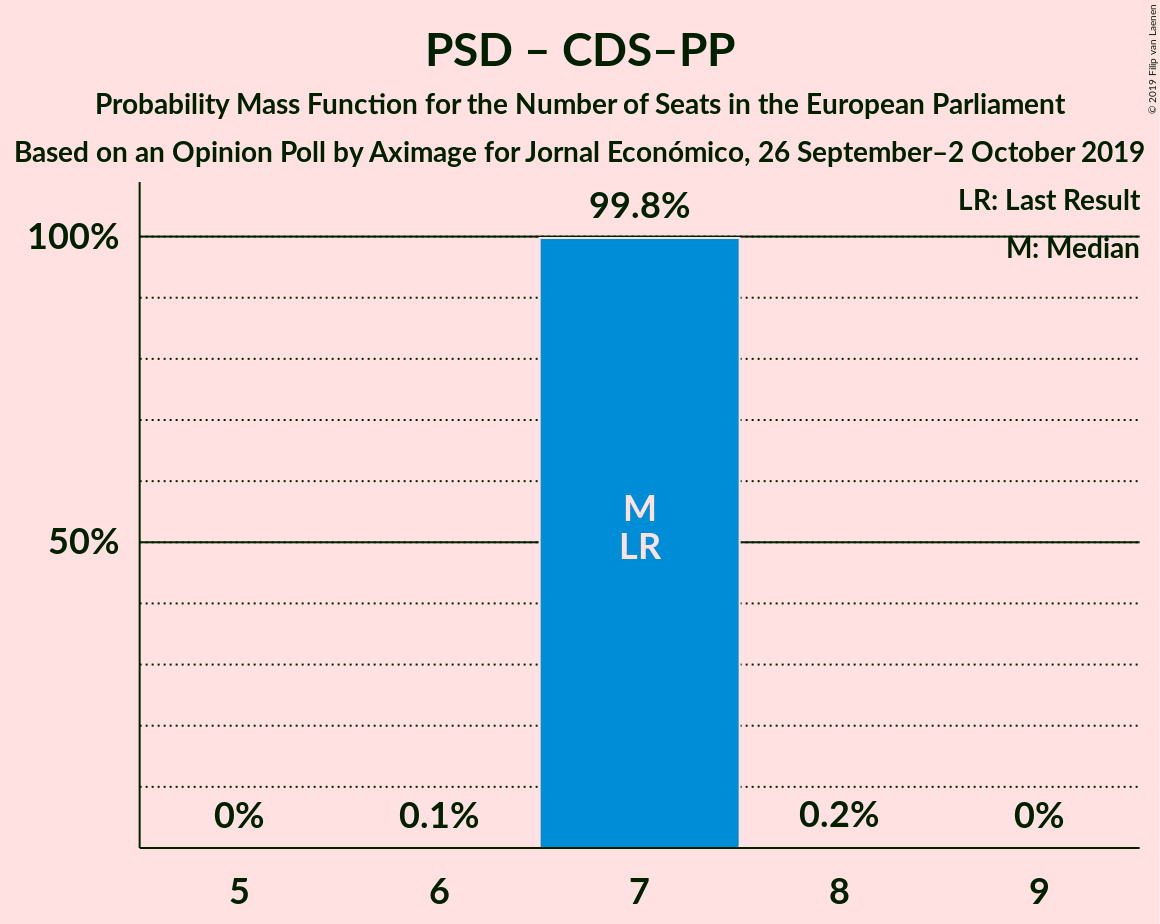 PSD – CDS–PP
Probability Mass Function for the Number of Seats in the European Parliament
Based on an Opinion Poll by Aximage for Jornal Económico, 26 September–2 October 2019
© 2019 Filip van Laenen
LR: Last Result
M: Median
99.8%
100%
50%
M
LR
0%
0.1%
0.2%
0%
5
6
7
8
9